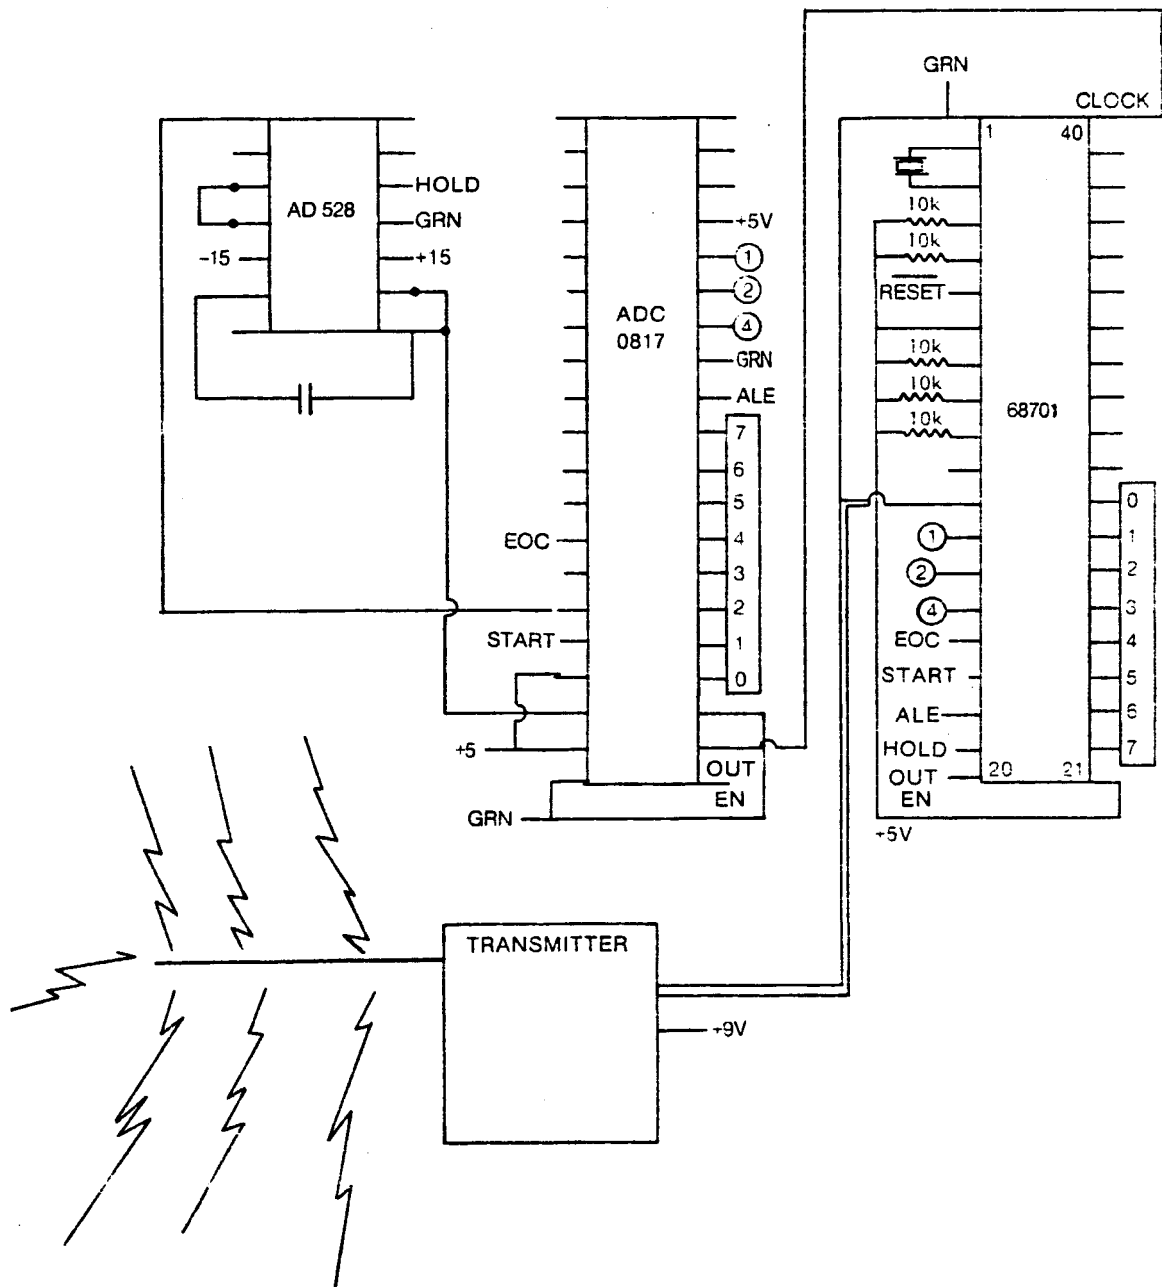 GRN
CLOCK
1 40
HOLD
AD 528
GRN
-15
+15
+5V
1
2
ADC
0817
4
GRN
ALE
7
6
5
EOC
4
3
2
START
1
0
+5
OUT
EN
GRN
10k
10k
RESET
10k
10k
10k
68701
0
1
1
2
2
4
3
EOC
4
START
5
ALE
6
HOLD
7
OUT
EN
20 21
+5V
TRANSMITTER
+9V